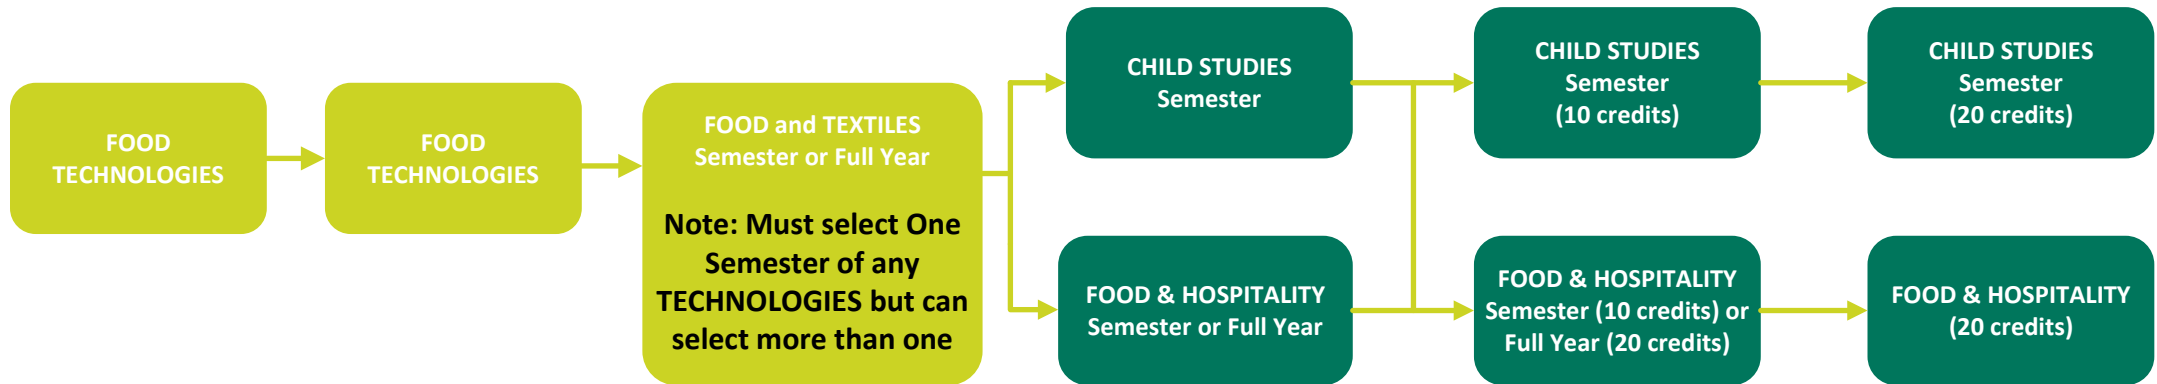 FOOD
TECHNOLOGIES
FOOD
TECHNOLOGIES
FOOD and TEXTILES
Semester or Full Year
Note: Must select One
Semester of any
TECHNOLOGIES but can
select more than one
CHILD STUDIES
Semester
FOOD & HOSPITALITY
Semester or Full Year
CHILD STUDIES
Semester
(10 credits)
FOOD & HOSPITALITY
Semester (10 credits) or
Full Year (20 credits)
CHILD STUDIES
Semester
(20 credits)
FOOD & HOSPITALITY
(20 credits)